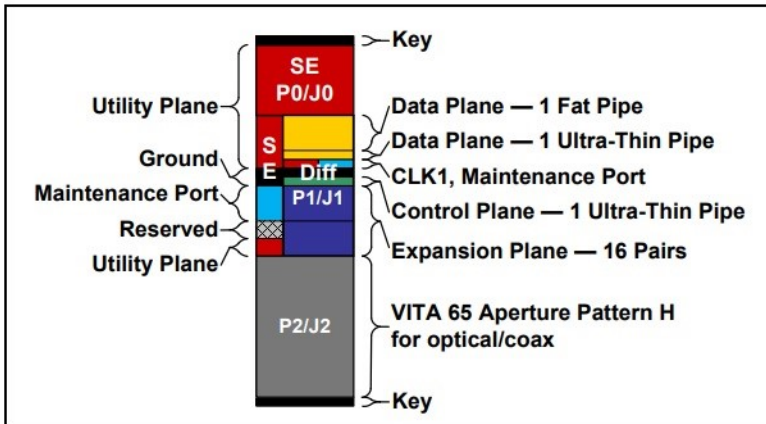 Key
SE
P0/J0
Utility Plane
Data Plane — 1 Fat Pipe
Data Plane — 1 Ultra-Thin Pipe
S
E
Ground
Diff
CLK1, Maintenance Port
Maintenance Port
P1/J1
Control Plane — 1 Ultra-Thin Pipe
Reserved
Expansion Plane — 16 Pairs
Utility Plane
VITA 65 Aperture Pattern H
for optical/coax
P2/J2
Key